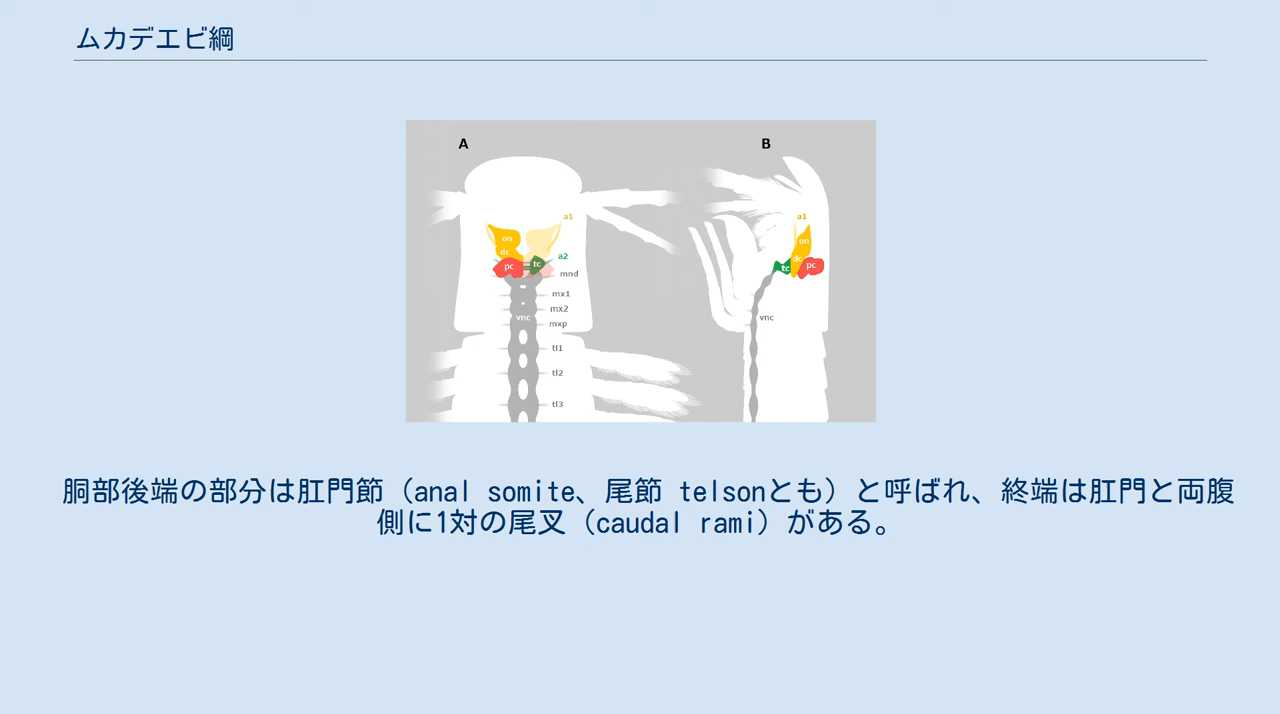 ムカデエビ綱
A
B
a1
on
dc
pc
tc
a2
mnd
mx1
mx2
vnc
mxp
tl1
tl2
tl3
a1
on
dc
tc
pc
vnc
胴部後端の部分は肛門節（anal somite、尾節 telsonとも）と呼ばれ、終端は肛門と両腹
側に1対の尾叉（caudal rami）がある。